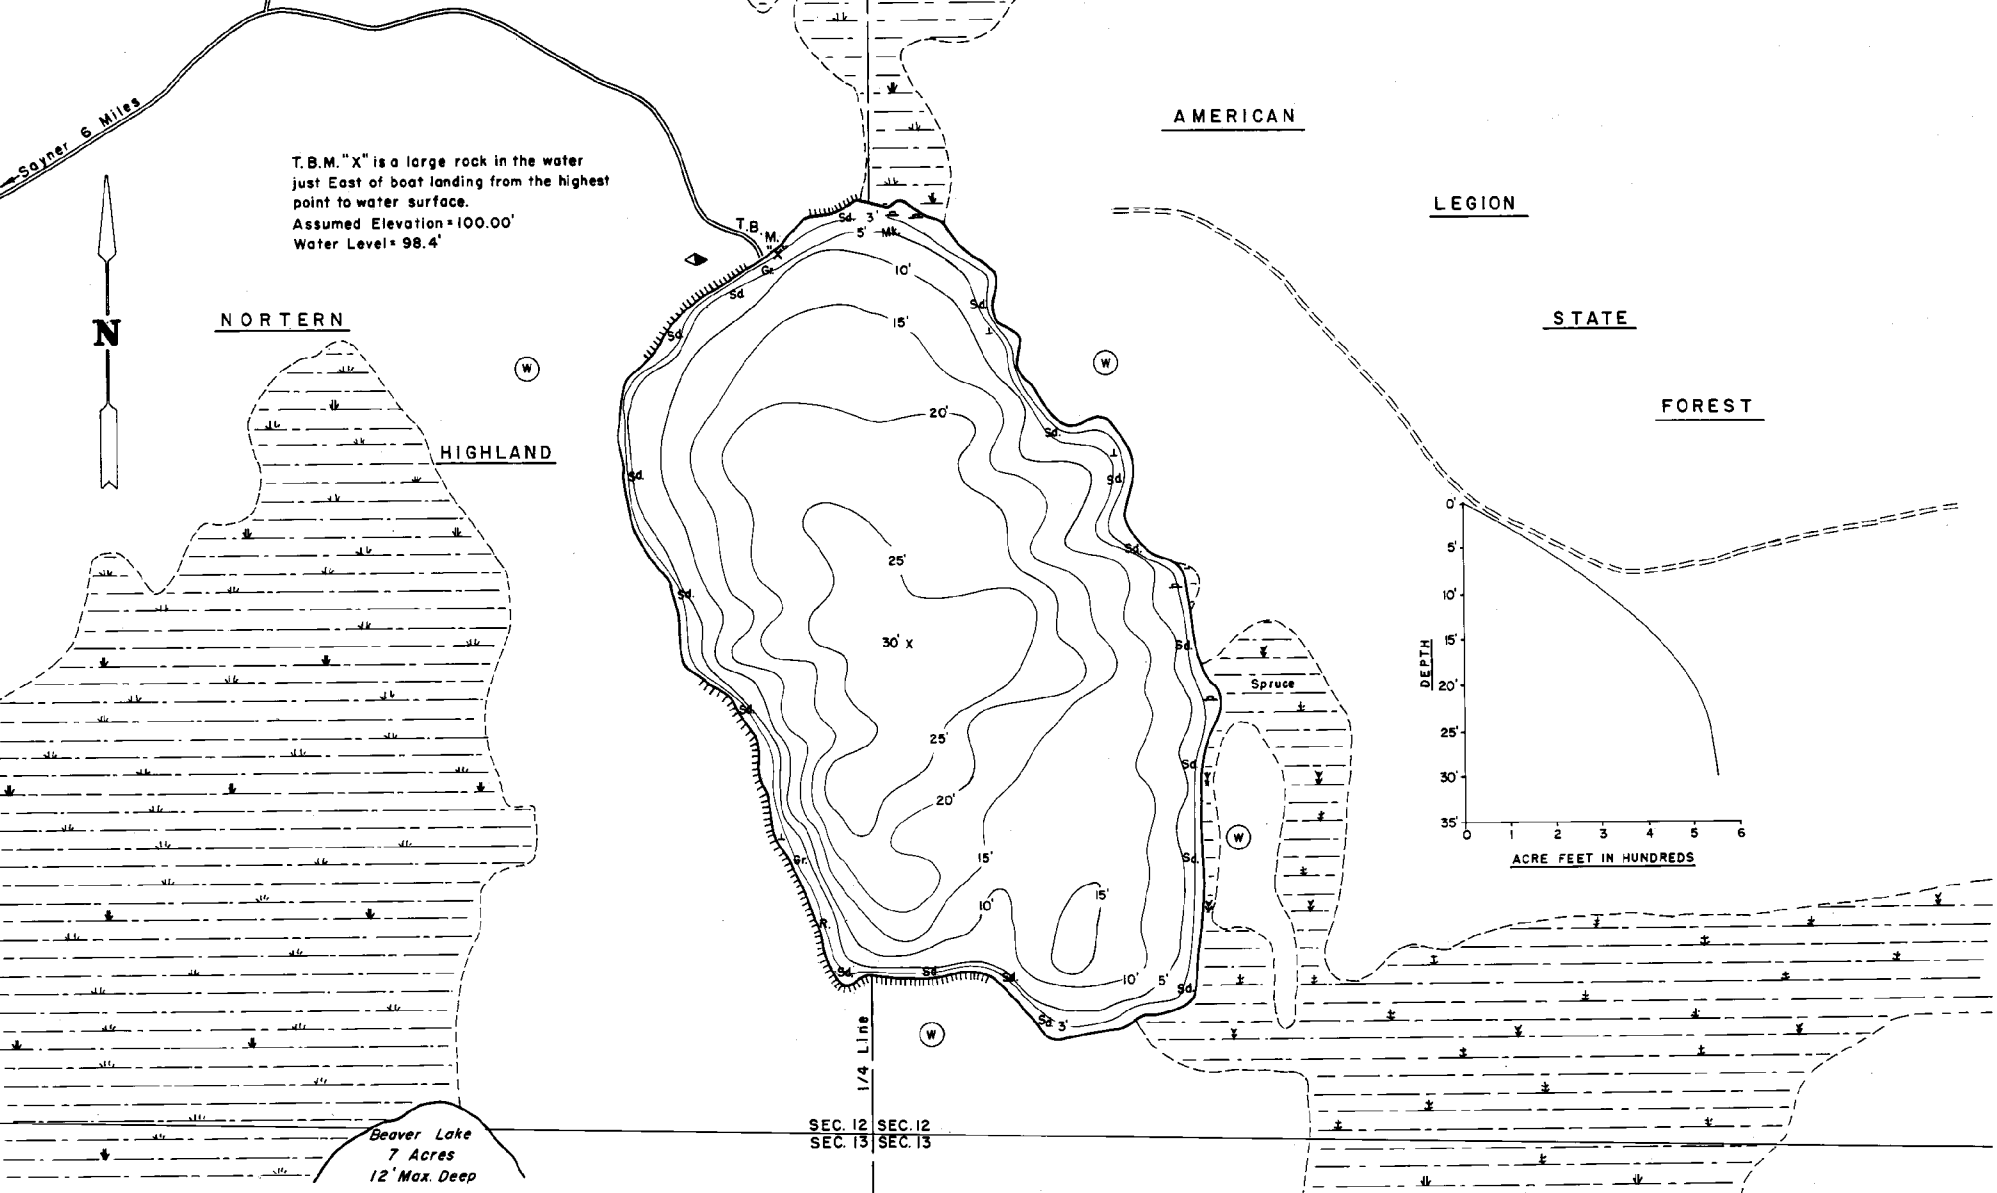 Sayner 6 Miles
T.B.M. "X" is a large rock in the water
just East of boat landing from the highest
point to water surface.
Assumed Elevation = 100.00'
Water Level = 98.4'
N
NORTERN
HIGHLAND
AMERICAN
LEGION
STATE
FOREST
T.B.M.
"X"
Gr.
Sd.
Sd.
Sd. 3'
5' Mk.
10'
15'
20'
25'
30' x
25'
20'
15'
10'
15'
10' 5'
3'
Sd.
Sd.
Sd.
Sd.
Sd.
Sd.
Sd.
Sd.
Sd.
Sd.
Sd.
Gr.
R.
Sd.
Sd.
Sd.
Sd.
Sd.
W
W
W
W
Spruce
DEPTH
0'
5'
10'
15'
20'
25'
30'
35'
0 1 2 3 4 5 6
ACRE FEET IN HUNDREDS
1/4 Line
SEC. 12 SEC. 12
SEC. 13 SEC. 13
Beaver Lake
7 Acres
12' Max. Deep